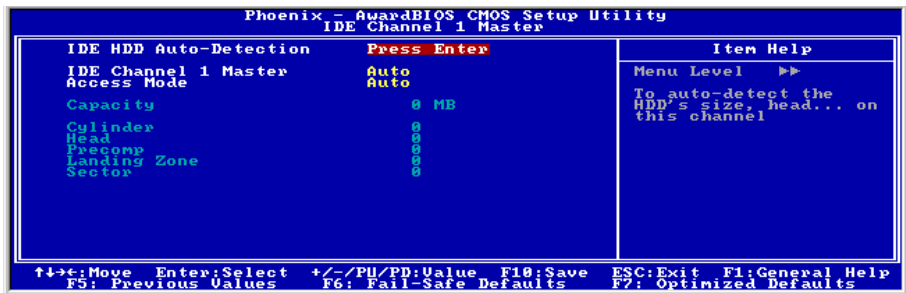 Phoenix - AwardBIOS CMOS Setup Utility
IDE Channel 1 Master
IDE HDD Auto-Detection Press Enter
IDE Channel 1 Master Auto
Access Mode Auto
Capacity 0 MB
Cylinder 0
Head 0
Precomp 0
Landing Zone 0
Sector 0
Item Help
Menu Level ▶▶
To auto-detect the
HDD's size, head... on
this channel
↑↓→←:Move Enter:Select +/-/PU/PD:Value F10:Save ESC:Exit F1:General Help
F5: Previous Values F6: Fail-Safe Defaults F7: Optimized Defaults